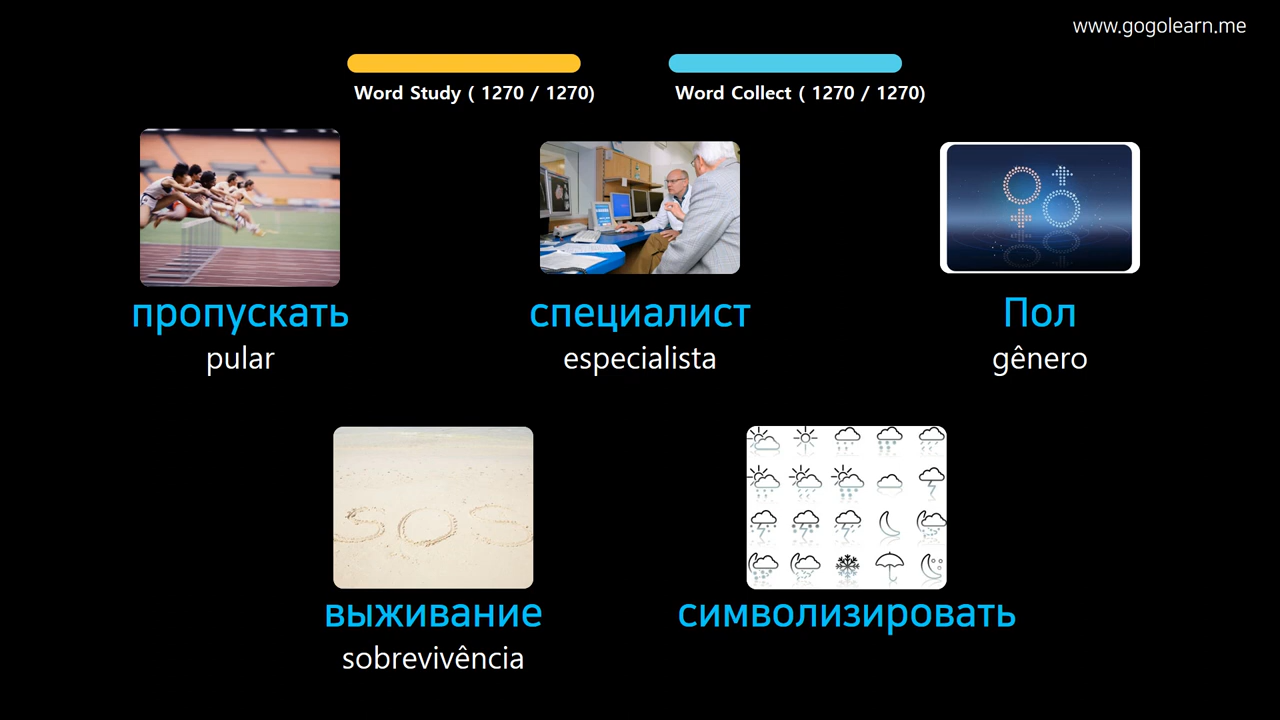 www.gogolearn.me
Word Study ( 1270 / 1270)
Word Collect ( 1270 / 1270)
пропускать
pular
специалист
especialista
Пол
gênero
SOS
выживание
sobrevivência
символизировать